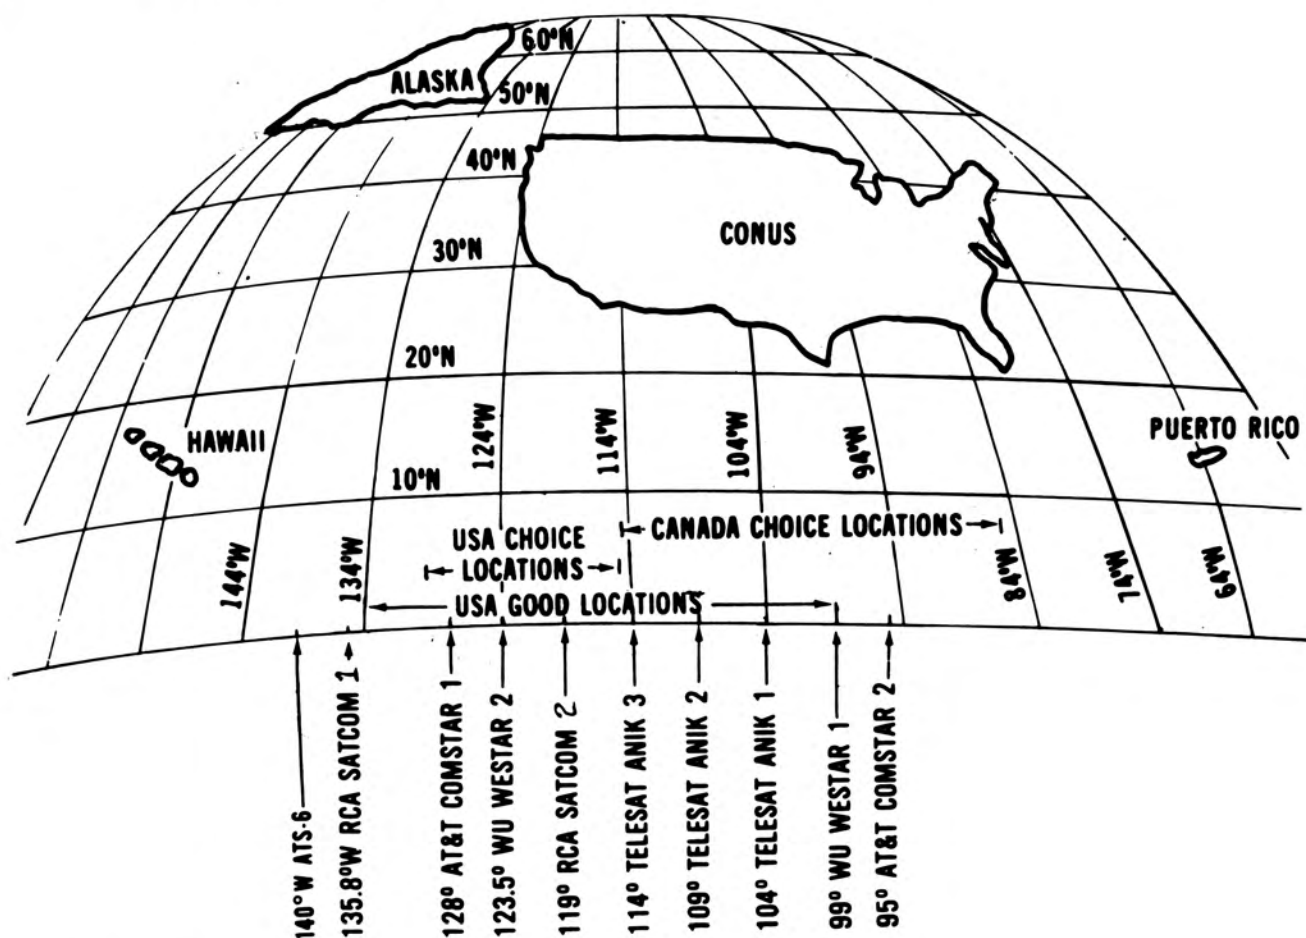 60°N
ALASKA
50°N
40°N
CONUS
30°N
20°N
HAWAII
124°W
114°W
104°W
94°W
PUERTO RICO
10°N
CANADA CHOICE LOCATIONS
USA CHOICE
LOCATIONS
144°W
134°W
84°W
74°W
64°W
USA GOOD LOCATIONS
140°W ATS-6
135.8°W RCA SATCOM 1
128° AT&T COMSTAR 1
123.5° WU WESTAR 2
119° RCA SATCOM 2
114° TELESAT ANIK 3
109° TELESAT ANIK 2
104° TELESAT ANIK 1
99° WU WESTAR 1
95° AT&T COMSTAR 2